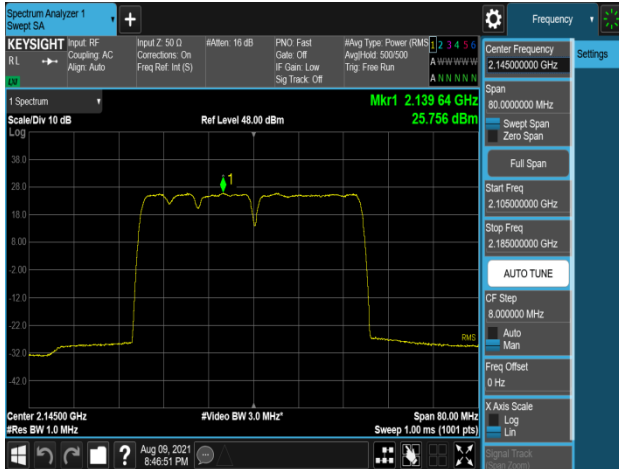 Spectrum Analyzer 1
Swept SA
Frequency
KEYSIGHT
RL
LU
Input: RF
Coupling: AC
Align: Auto
Input Z: 50 Ω
Corrections: On
Freq Ref: Int (S)
#Atten: 16 dB
PNO: Fast
Gate: Off
IF Gain: Low
Sig Track: Off
#Avg Type: Power (RMS
Avg|Hold: 500/500
Trig: Free Run
1 2 3 4 5 6
A W W W W W
A N N N N N
1 Spectrum
Scale/Div 10 dB
Log
Ref Level 48.00 dBm
Mkr1 2.139 64 GHz
25.756 dBm
38.0
28.0
18.0
8.00
-2.00
-12.0
-22.0
-32.0
-42.0
1
RMS
Center 2.14500 GHz
#Res BW 1.0 MHz
#Video BW 3.0 MHz*
Span 80.00 MHz
Sweep 1.00 ms (1001 pts)
?
Aug 09, 2021
8:46:51 PM
Center Frequency
2.145000000 GHz
Span
80.0000000 MHz
Swept Span
Zero Span
Full Span
Start Freq
2.105000000 GHz
Stop Freq
2.185000000 GHz
AUTO TUNE
CF Step
8.000000 MHz
Auto
Man
Freq Offset
0 Hz
X Axis Scale
Log
Lin
Signal Track
(Span Zoom)
Settings